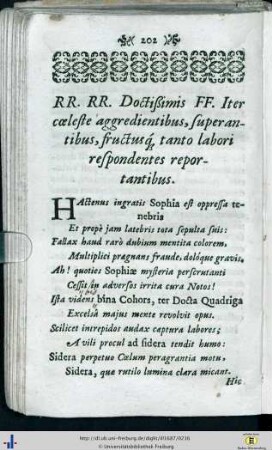 202
RR. RR. Doctissimis FF. Iter
cœleste aggredientibus, superan-
tibus, fructusq́; tanto labori
respondentes repor-
tantibus.
HActenus ingratis Sophia est oppressa te-
nebris
Et propè jam latebris tota sepulta suis:
Fallax haud rarò dubium mentita colorem,
Multiplici prægnans fraude, dolóque gravis,
Ah! quoties Sophiæ mysteria perscrutanti
Cessit in adversos irrita cura Notos!
Ista videns bina Cohors, ter Docta Quadriga
Excelsâ majus mente revolvit opus.
Scilicet intrepidos audax captura labores;
A vili procul ad sidera tendit humo:
Sidera perpetuo Cœlum peragrantia motu,
Sidera, quæ rutilo lumina clara micant.
Hic
http://dl.ub.uni-freiburg.de/diglit/
© Universitätsbibliothek Freiburg